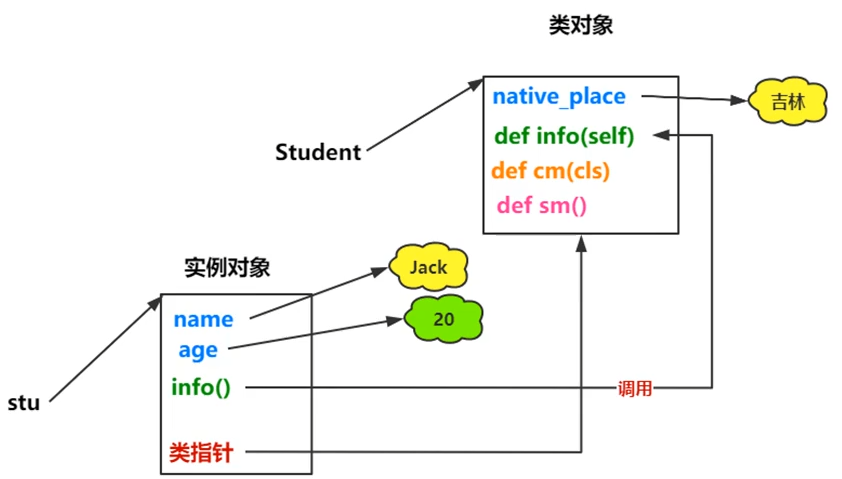 类对象
native_place
吉林
def info(self)
Student
def cm(cls)
def sm()
实例对象
Jack
name
20
age
info()
调用
stu
类指针